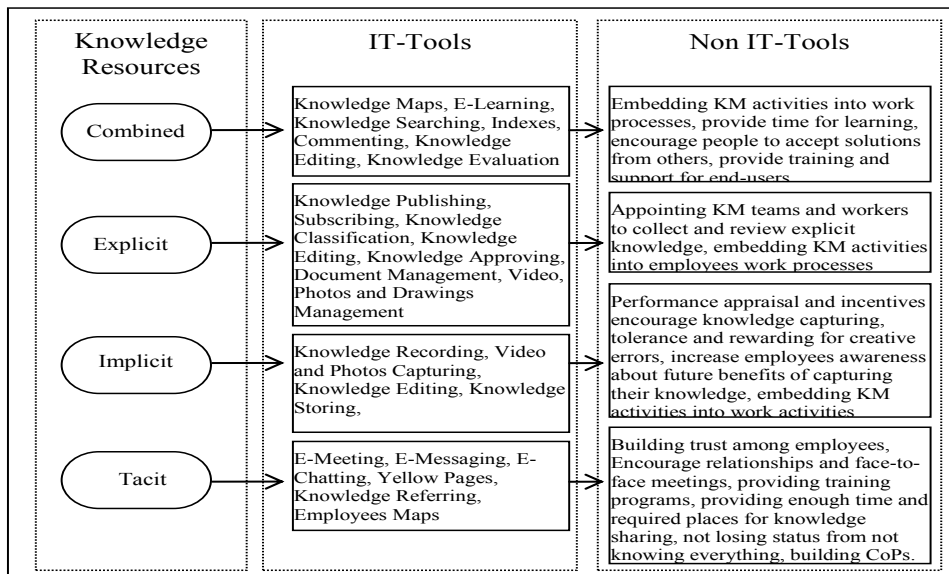 Knowledge
Resources
IT-Tools
Non IT-Tools
Combined
Knowledge Maps, E-Learning,
Knowledge Searching, Indexes,
Commenting, Knowledge
Editing, Knowledge Evaluation
Embedding KM activities into work
processes, provide time for learning,
encourage people to accept solutions
from others, provide training and
support for end-users
Explicit
Knowledge Publishing,
Subscribing, Knowledge
Classification, Knowledge
Editing, Knowledge Approving,
Document Management, Video,
Photos and Drawings
Management
Appointing KM teams and workers
to collect and review explicit
knowledge, embedding KM activities
into employees work processes
Implicit
Knowledge Recording, Video
and Photos Capturing,
Knowledge Editing, Knowledge
Storing,
Performance appraisal and incentives
encourage knowledge capturing,
tolerance and rewarding for creative
errors, increase employees awareness
about future benefits of capturing
their knowledge, embedding KM
activities into work activities
Tacit
E-Meeting, E-Messaging, E-
Chatting, Yellow Pages,
Knowledge Referring,
Employees Maps
Building trust among employees,
Encourage relationships and face-to-
face meetings, providing training
programs, providing enough time and
required places for knowledge
sharing, not losing status from not
knowing everything, building CoPs.